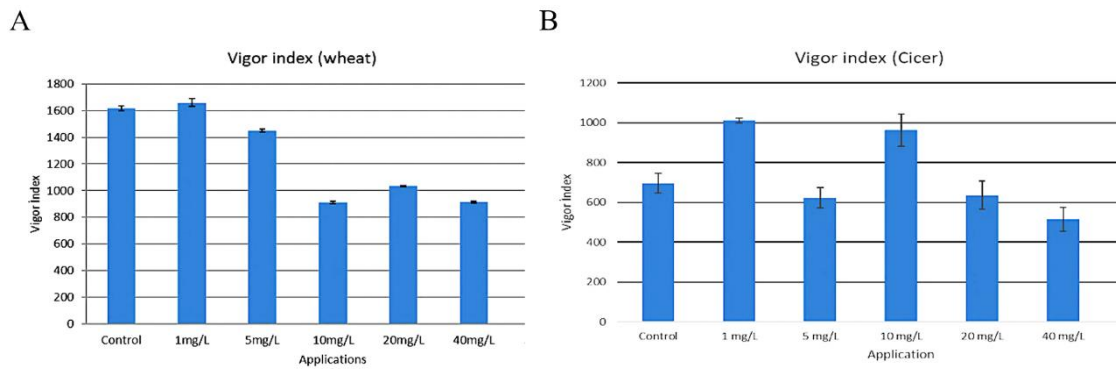 A
Vigor index (wheat)
1800
1600
1400
1200
1000
800
600
400
200
0
Vigor Index
Control 1mg/L 5mg/L 10mg/L 20mg/L 40mg/L
Applications
B
Vigor index (Cicer)
1200
1000
800
600
400
200
0
Vigor Index
Control 1 mg/L 5 mg/L 10 mg/L 20 mg/L 40 mg/L
Application